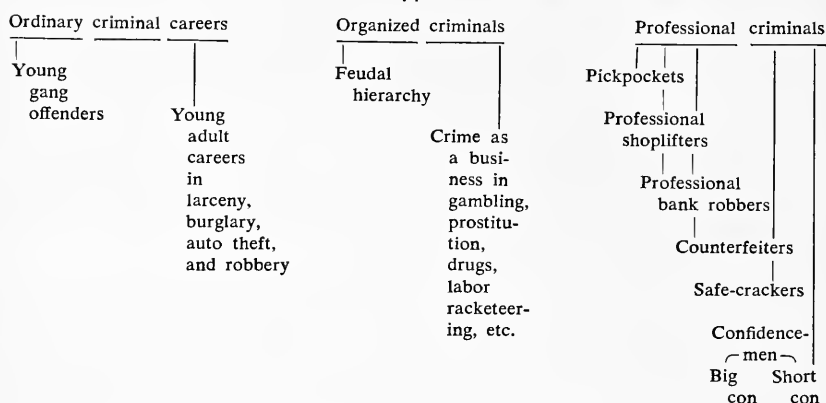 Ordinary criminal careers
Young
gang
offenders
Young
adult
careers
in
larceny,
burglary,
auto theft,
and robbery
Organized criminals
Feudal
hierarchy
Crime as
a busi-
ness in
gambling,
prostitu-
tion,
drugs,
labor
racketeer-
ing, etc.
Professional criminals
Pickpockets
Professional
shoplifters
Professional
bank robbers
Counterfeiters
Safe-crackers
Confidence-
men
Big Short
con con